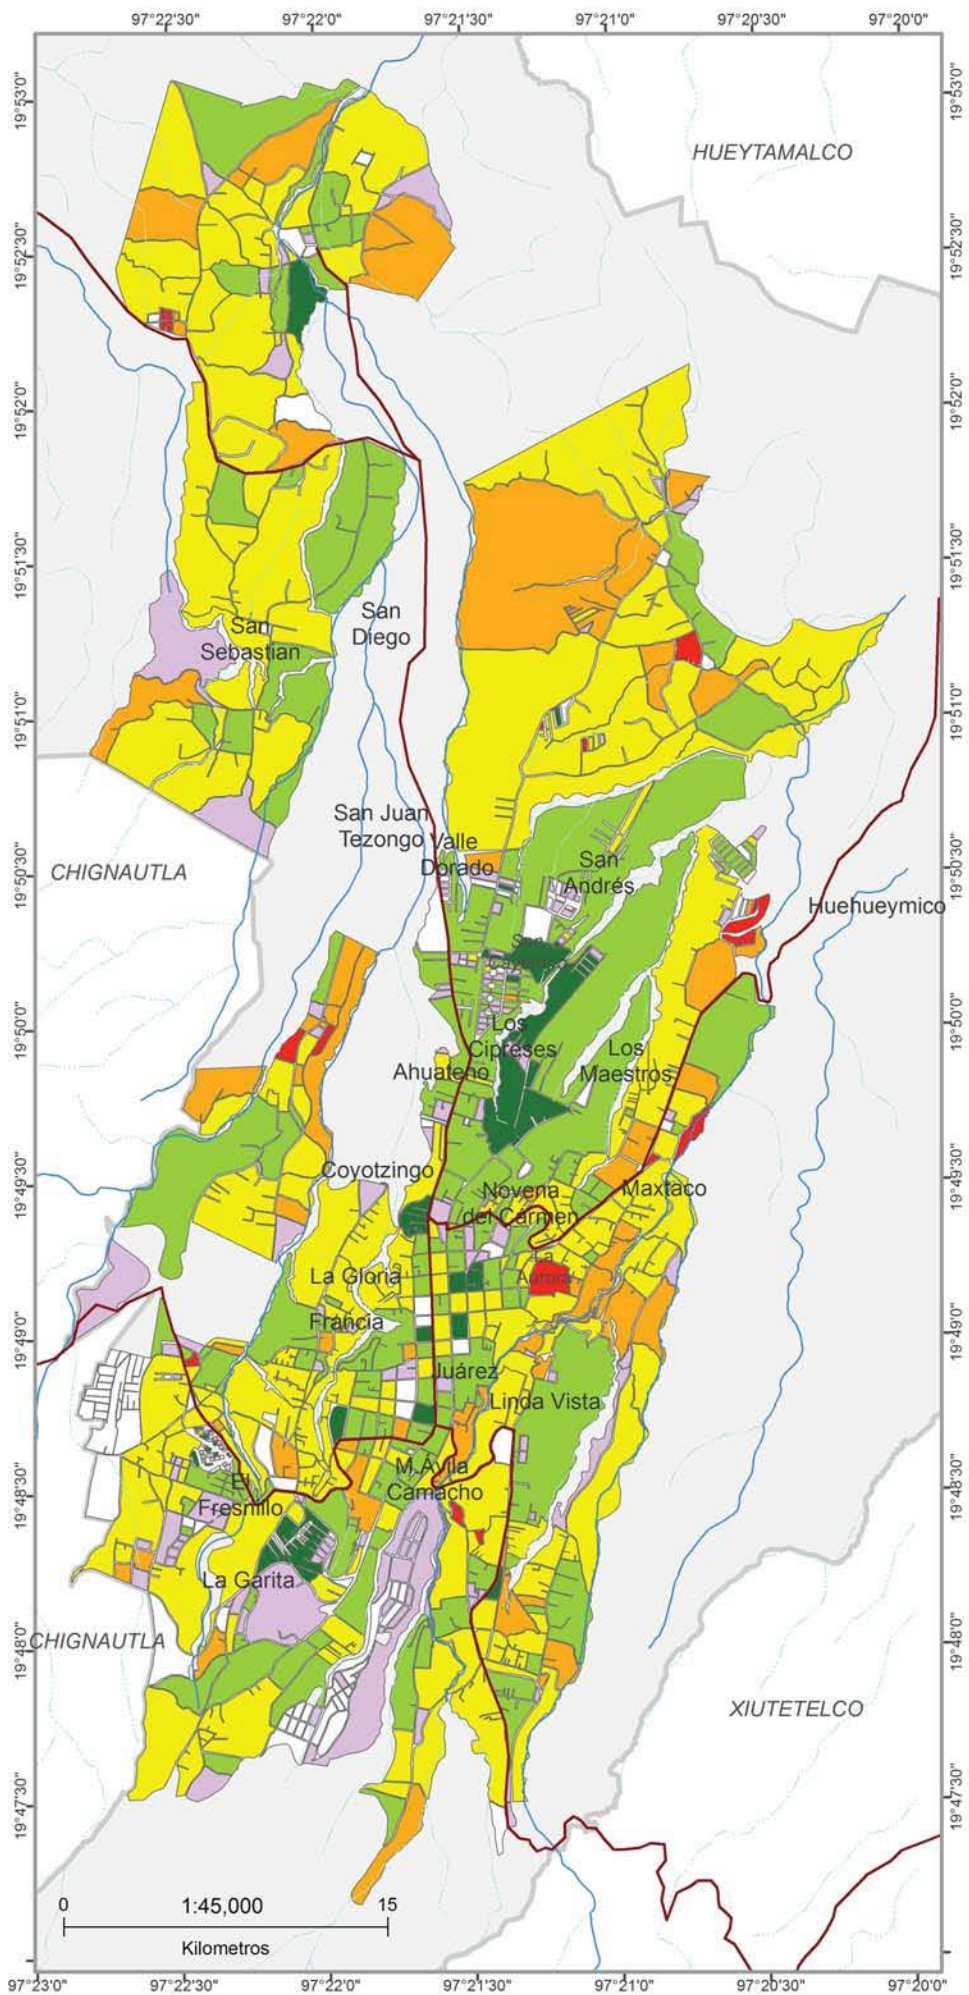 97°22'30" 97°22'0" 97°21'30" 97°21'0" 97°20'30" 97°20'0"
19°53'0" 19°53'0"
HUEYTAMALCO
19°52'30" 19°52'30"
19°52'0" 19°52'0"
19°51'30" 19°51'30"
San
Diego
San
Sebastian
19°51'0" 19°51'0"
San Juan
Tezongo
Valle
Dorado
San
Andrés
CHIGNAUTLA
19°50'30" 19°50'30"
Huehueymico
San
19°50'0" 19°50'0"
Los
Cipreses
Los
Maestros
Ahuateno
Coyotzingo
19°49'30" 19°49'30"
Novena
del Cármen
Maxtaco
La Gloria
La
Aurora
Francia
19°49'0" 19°49'0"
Juárez
Linda Vista
M.Avila
Camacho
19°48'30" 19°48'30"
El
Fresnillo
La Garita
CHIGNAUTLA
19°48'0" 19°48'0"
XIUTETELCO
19°47'30" 19°47'30"
0 1:45,000 15
Kilometros
97°23'0" 97°22'30" 97°22'0" 97°21'30" 97°21'0" 97°20'30" 97°20'0"